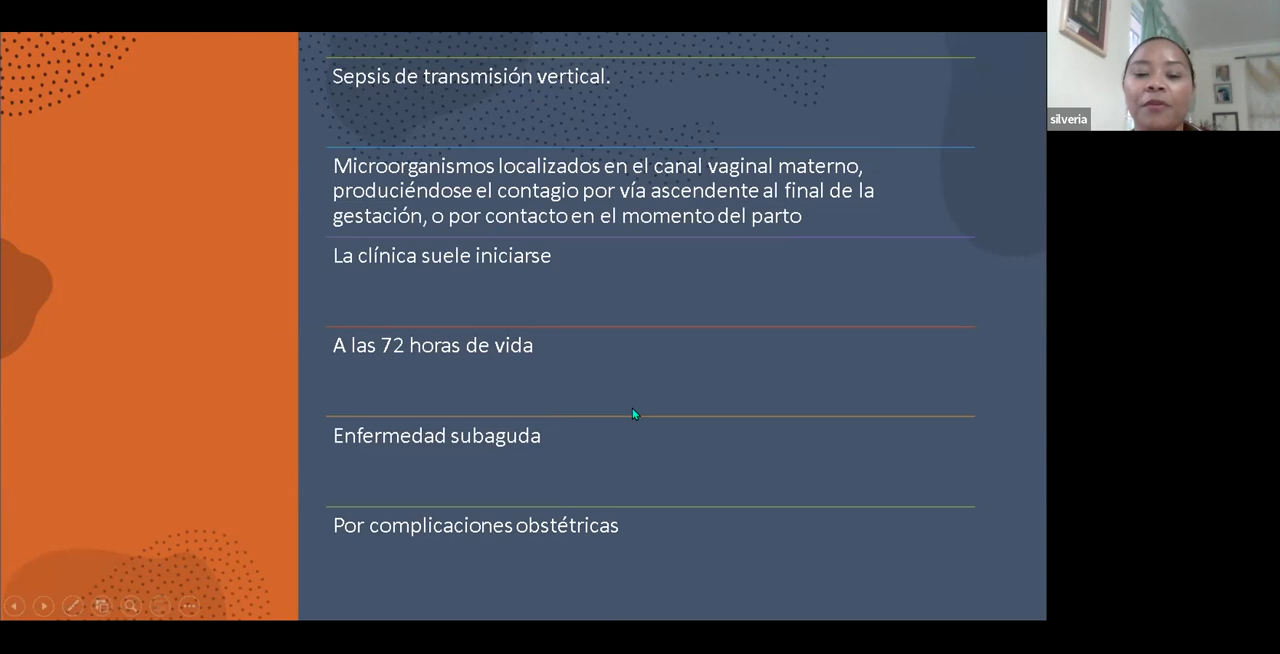 Sepsis de transmisión vertical.
Microorganismos localizados en el canal vaginal materno,
produciéndose el contagio por vía ascendente al final de la
gestación, o por contacto en el momento del parto
La clínica suele iniciarse
A las 72 horas de vida
Enfermedad subaguda
Por complicaciones obstétricas
silveria